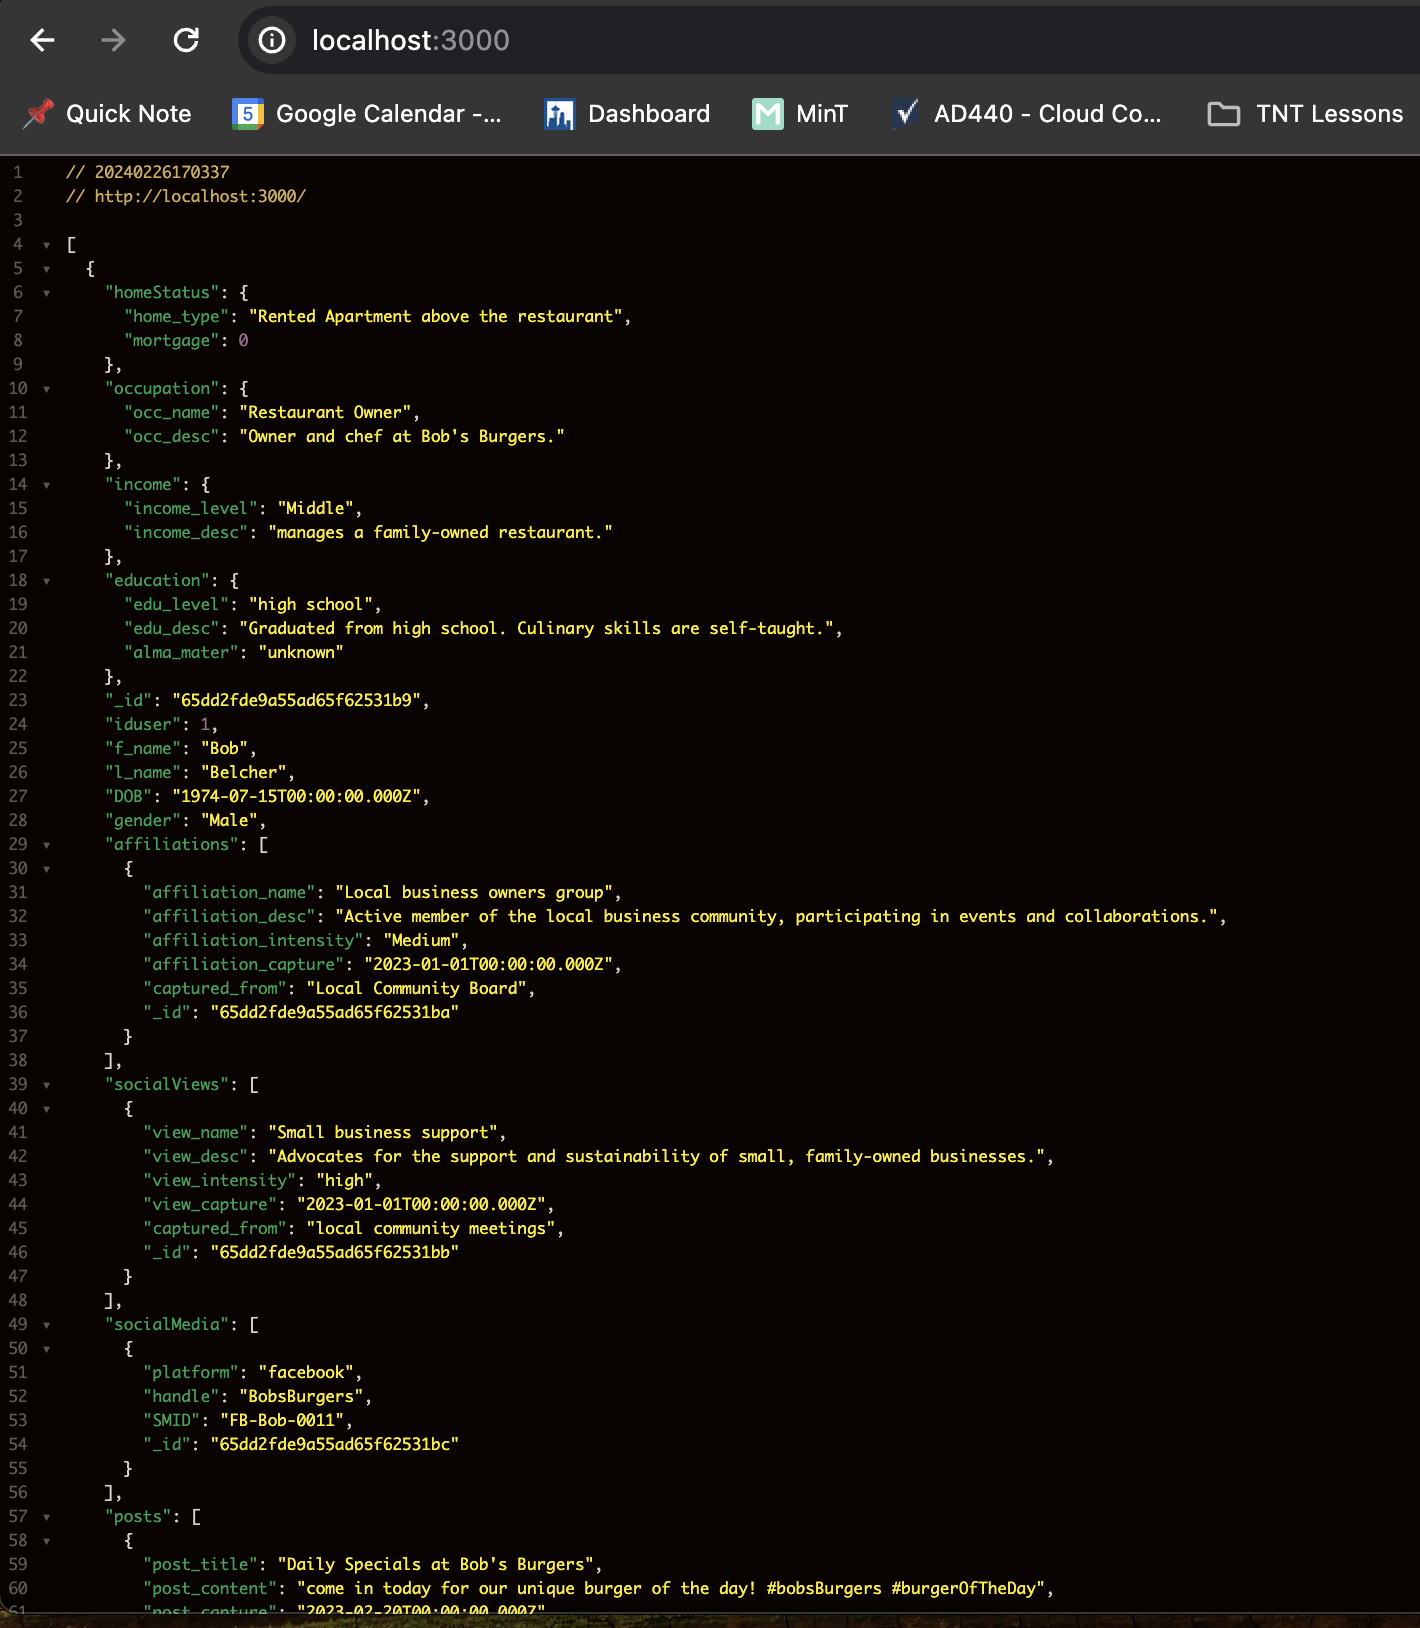 localhost:3000
Quick Note 5 Google Calendar -... Dashboard M MinT AD440 - Cloud Co... TNT Lessons
1 // 20240226170337
2 // http://localhost:3000/
3
4 [
5 {
6 "homeStatus": {
7 "home_type": "Rented Apartment above the restaurant",
8 "mortgage": 0
9 },
10 "occupation": {
11 "occ_name": "Restaurant Owner",
12 "occ_desc": "Owner and chef at Bob's Burgers."
13 },
14 "income": {
15 "income_level": "Middle",
16 "income_desc": "manages a family-owned restaurant."
17 },
18 "education": {
19 "edu_level": "high school",
20 "edu_desc": "Graduated from high school. Culinary skills are self-taught.",
21 "alma_mater": "unknown"
22 },
23 "_id": "65dd2fde9a55ad65f62531b9",
24 "iduser": 1,
25 "f_name": "Bob",
26 "l_name": "Belcher",
27 "DOB": "1974-07-15T00:00:00.000Z",
28 "gender": "Male",
29 "affiliations": [
30 {
31 "affiliation_name": "Local business owners group",
32 "affiliation_desc": "Active member of the local business community, participating in events and collaborations.",
33 "affiliation_intensity": "Medium",
34 "affiliation_capture": "2023-01-01T00:00:00.000Z",
35 "captured_from": "Local Community Board",
36 "_id": "65dd2fde9a55ad65f62531ba"
37 }
38 ],
39 "socialViews": [
40 {
41 "view_name": "Small business support",
42 "view_desc": "Advocates for the support and sustainability of small, family-owned businesses.",
43 "view_intensity": "high",
44 "view_capture": "2023-01-01T00:00:00.000Z",
45 "captured_from": "local community meetings",
46 "_id": "65dd2fde9a55ad65f62531bb"
47 }
48 ],
49 "socialMedia": [
50 {
51 "platform": "facebook",
52 "handle": "BobsBurgers",
53 "SMID": "FB-Bob-0011",
54 "_id": "65dd2fde9a55ad65f62531bc"
55 }
56 ],
57 "posts": [
58 {
59 "post_title": "Daily Specials at Bob's Burgers",
60 "post_content": "come in today for our unique burger of the day! #bobsBurgers #burgerOfTheDay",
61 "post_capture": "2023-02-20T00:00:00.000Z"